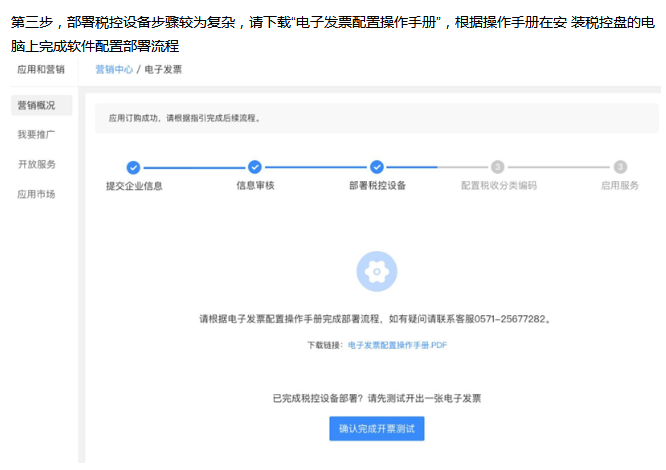 第三步，部署税控设备步骤较为复杂，请下载“电子发票配置操作手册”，根据操作手册在安 装税控盘的电
脑上完成软件配置部署流程
应用和营销
营销中心 / 电子发票
营销概况
应用订购成功，请根据指引完成后续流程。
我要推广
开放服务
3 3
提交企业信息 信息审核 部署税控设备 配置税收分类编码 启用服务
应用市场
请根据电子发票配置操作手册完成部署流程，如有疑问请联系客服0571-25677282。
下载链接：电子发票配置操作手册.PDF
已完成税控设备部署？请先测试开出一张电子发票
确认完成开票测试